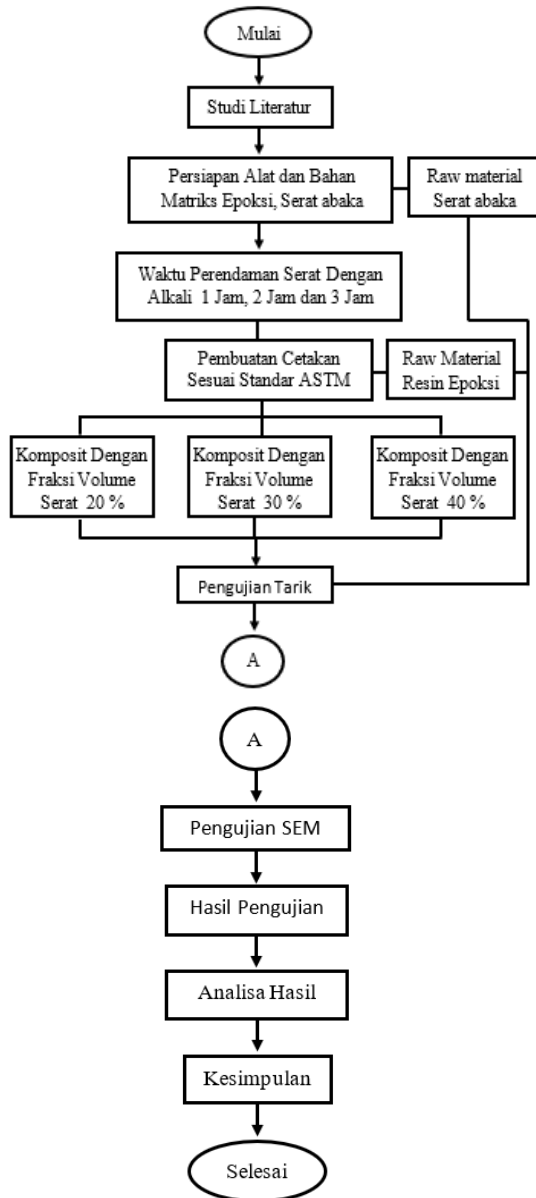 Mulai
Studi Literatur
Persiapan Alat dan Bahan
Matriks Epoksi, Serat abaka
Raw material
Serat abaka
Waktu Perendaman Serat Dengan
Alkali 1 Jam, 2 Jam dan 3 Jam
Pembuatan Cetakan
Sesuai Standar ASTM
Raw Material
Resin Epoksi
Komposit Dengan
Fraksi Volume
Serat 20 %
Komposit Dengan
Fraksi Volume
Serat 30 %
Komposit Dengan
Fraksi Volume
Serat 40 %
Pengujian Tarik
A
A
Pengujian SEM
Hasil Pengujian
Analisa Hasil
Kesimpulan
Selesai